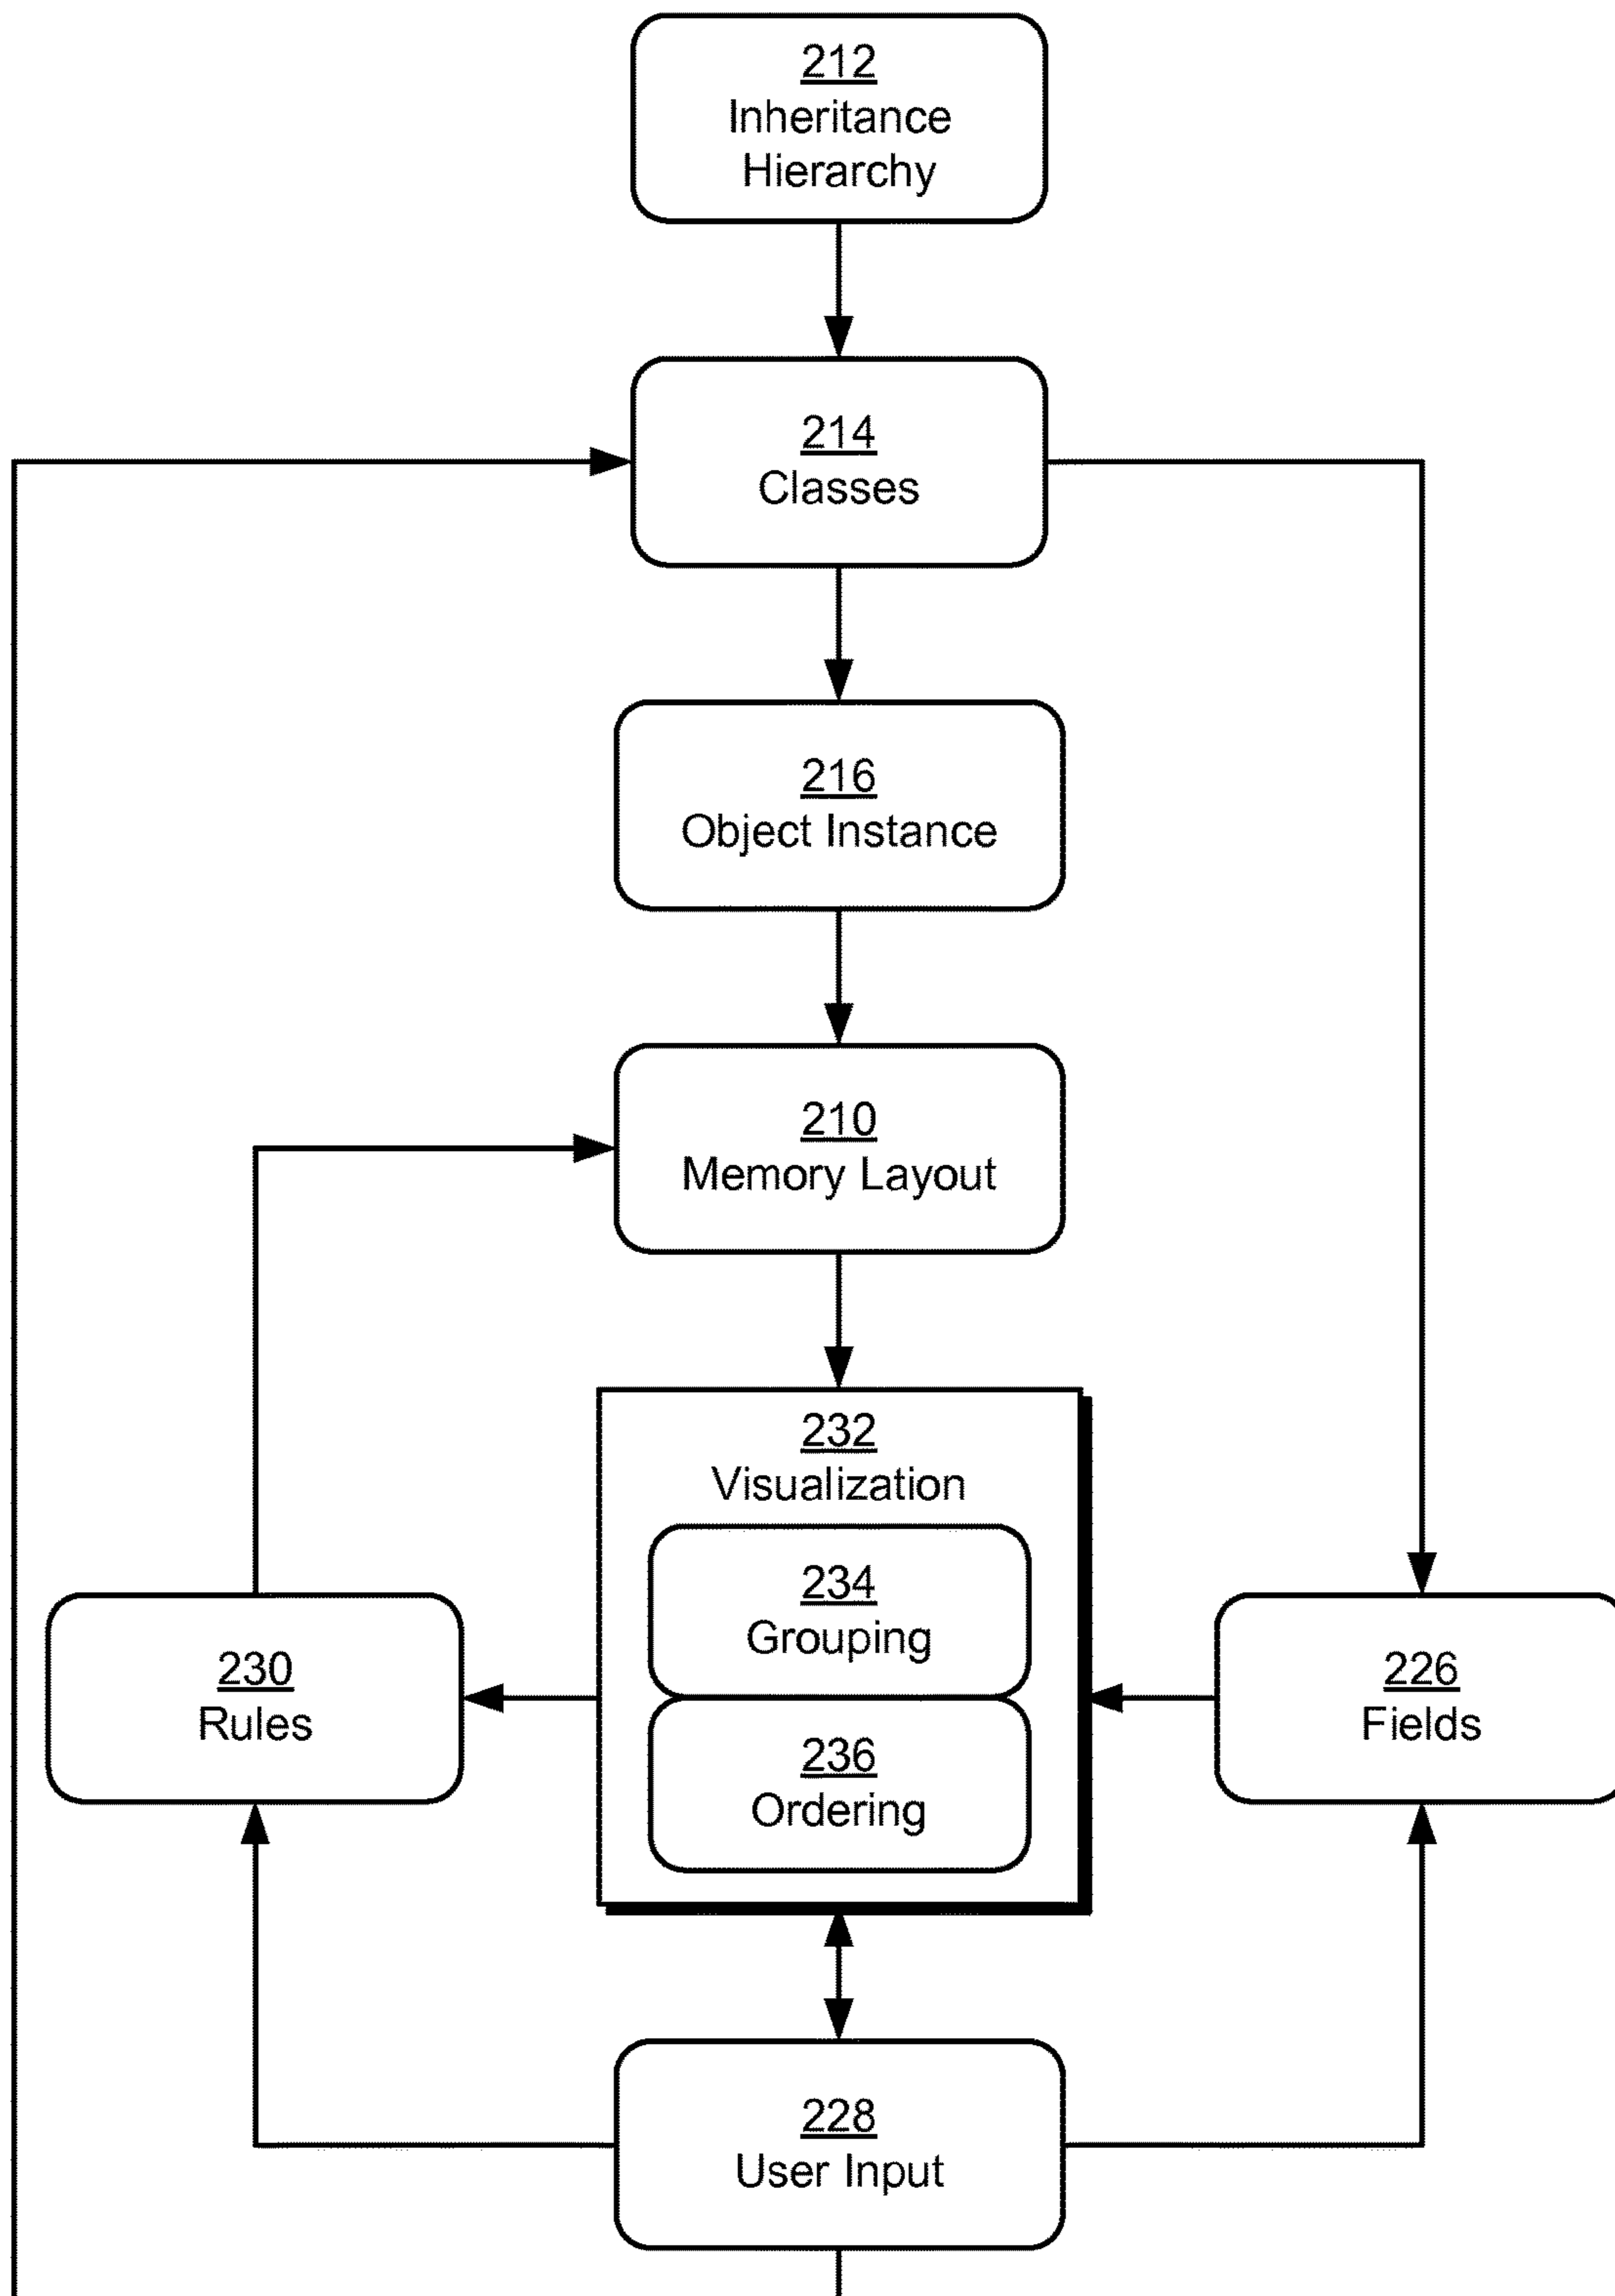 212
Inheritance
Hierarchy
214
Classes
216
Object Instance
210
Memory Layout
232
Visualization
234
Grouping
230
Rules
226
Fields
236
Ordering
228
User Input